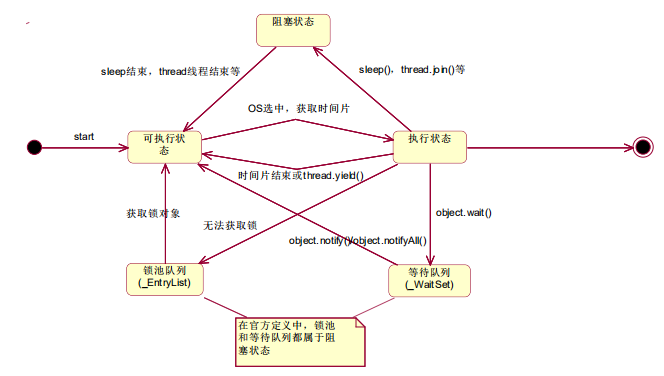 阻塞状态
sleep结束，thread线程结束等
sleep()，thread.join()等
OS选中，获取时间片
start
可执行状
态
执行状态
时间片结束或thread.yield()
获取锁对象
无法获取锁
object.wait()
object.notify()/object.notifyAll()
锁池队列
(_EntryList)
等待队列
(_WaitSet)
在官方定义中，锁池
和等待队列都属于阻
塞状态